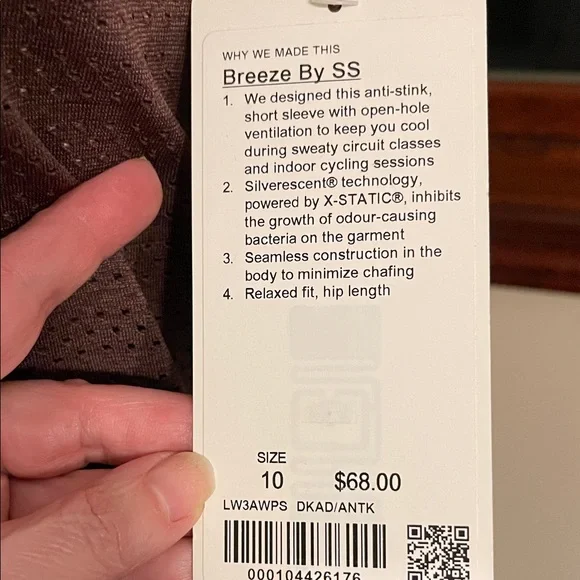 WHY WE MADE THIS
Breeze By SS
1. We designed this anti-stink,
short sleeve with open-hole
ventilation to keep you cool
during sweaty circuit classes
and indoor cycling sessions
2. Silverescent® technology,
powered by X-STATIC®, inhibits
the growth of odour-causing
bacteria on the garment
3. Seamless construction in the
body to minimize chafing
4. Relaxed fit, hip length
SIZE
10 $68.00
LW3AWPS DKAD/ANTK
000104426176